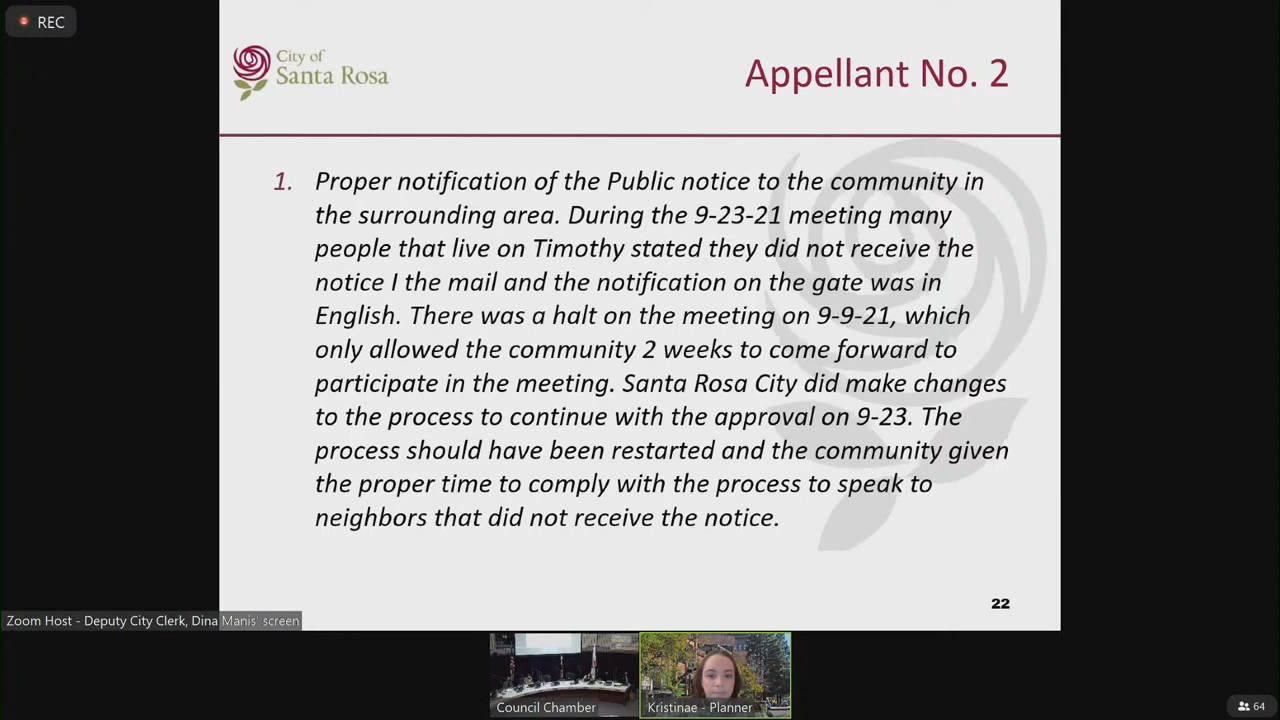 REC
City of
Santa Rosa
Appellant No. 2
1. Proper notification of the Public notice to the community in
the surrounding area. During the 9-23-21 meeting many
people that live on Timothy stated they did not receive the
notice I the mail and the notification on the gate was in
English. There was a halt on the meeting on 9-9-21, which
only allowed the community 2 weeks to come forward to
participate in the meeting. Santa Rosa City did make changes
to the process to continue with the approval on 9-23. The
process should have been restarted and the community given
the proper time to comply with the process to speak to
neighbors that did not receive the notice.
22
Zoom Host - Deputy City Clerk, Dina Manis' screen
Council Chamber
Kristinae - Planner
64